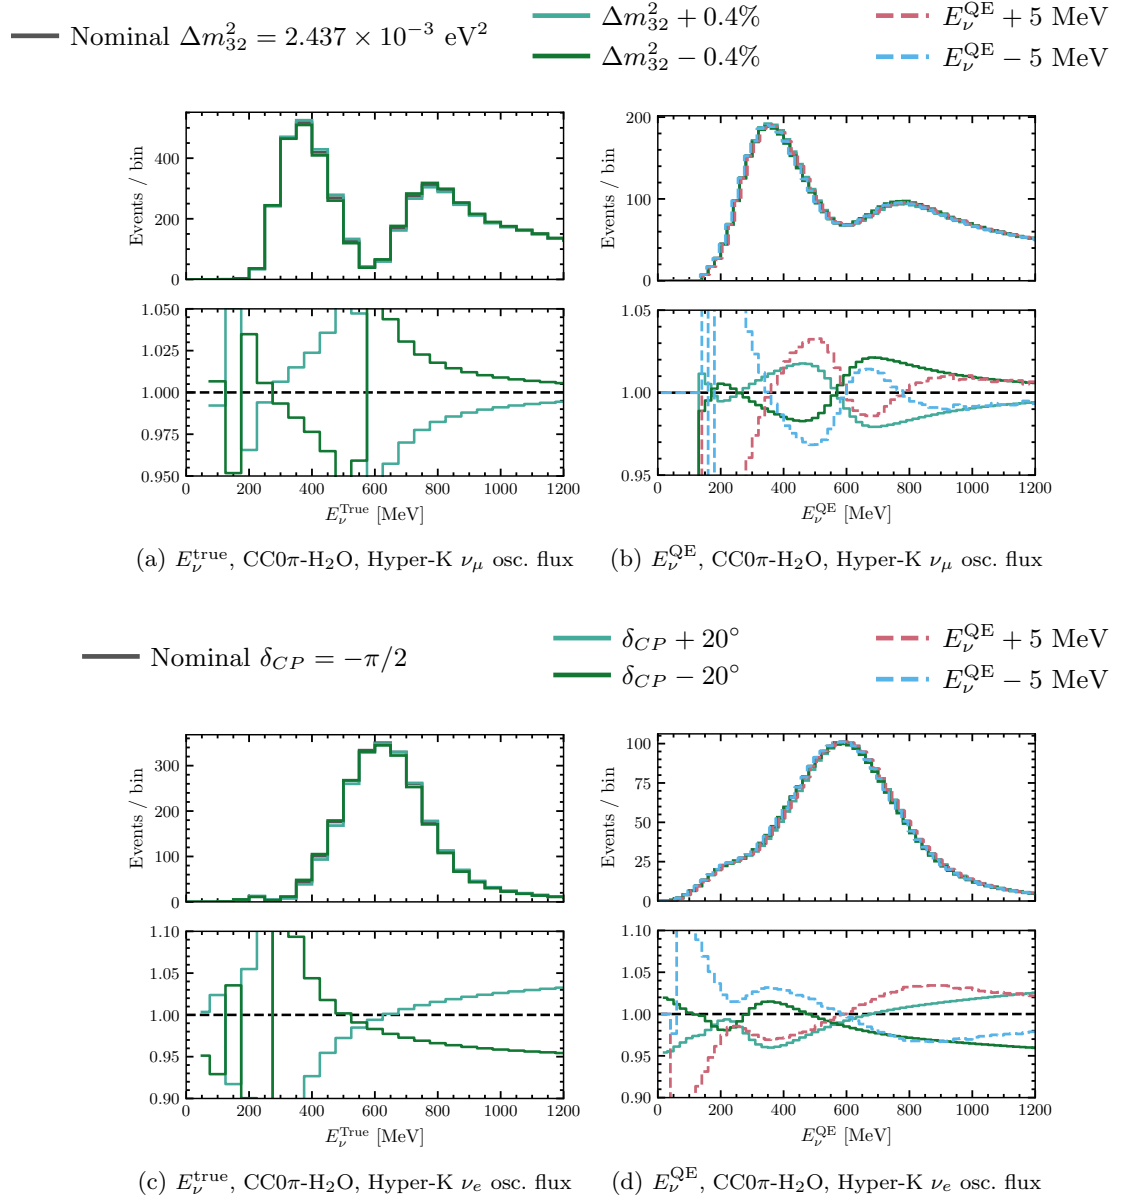 Nominal Δm²₃₂ = 2.437 × 10⁻³ eV²
Δm²₃₂ + 0.4%
Δm²₃₂ − 0.4%
E_ν^QE + 5 MeV
E_ν^QE − 5 MeV
Events / bin
400
200
0
1.050
1.025
1.000
0.975
0.950
0 200 400 600 800 1000 1200
E_ν^True [MeV]
(a) E_ν^true, CC0π-H₂O, Hyper-K ν_μ osc. flux
Events / bin
200
100
0
1.05
1.00
0.95
0 200 400 600 800 1000 1200
E_ν^QE [MeV]
(b) E_ν^QE, CC0π-H₂O, Hyper-K ν_μ osc. flux
Nominal δ_CP = −π/2
δ_CP + 20°
δ_CP − 20°
E_ν^QE + 5 MeV
E_ν^QE − 5 MeV
Events / bin
300
200
100
0
1.10
1.05
1.00
0.95
0.90
0 200 400 600 800 1000 1200
E_ν^True [MeV]
(c) E_ν^true, CC0π-H₂O, Hyper-K ν_e osc. flux
Events / bin
100
75
50
25
0
1.10
1.05
1.00
0.95
0.90
0 200 400 600 800 1000 1200
E_ν^QE [MeV]
(d) E_ν^QE, CC0π-H₂O, Hyper-K ν_e osc. flux